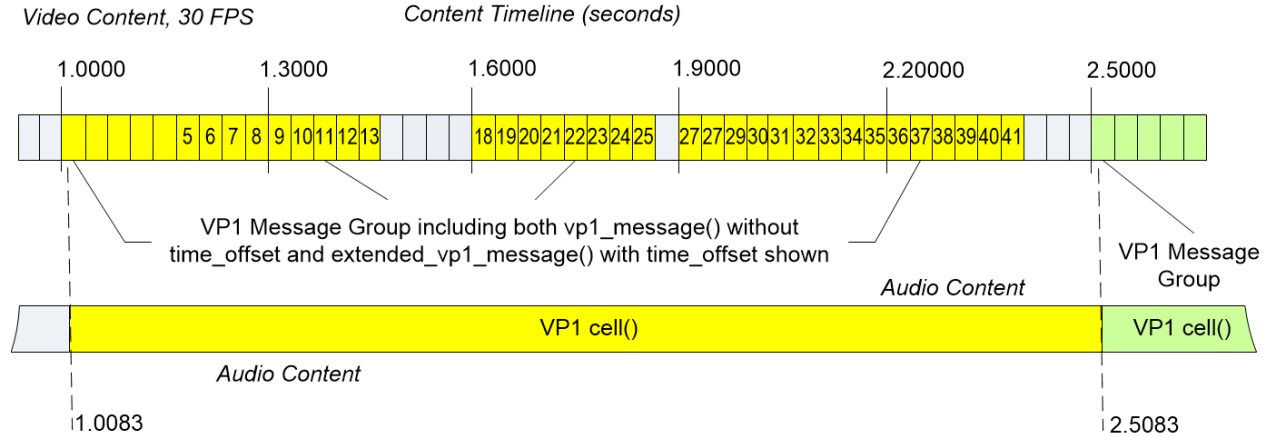 Video Content, 30 FPS
Content Timeline (seconds)
1.0000 1.3000 1.6000 1.9000 2.20000 2.5000
5 6 7 8 9 10 11 12 13 18 19 20 21 22 23 24 25 27 27 29 30 31 32 33 34 35 36 37 38 39 40 41
VP1 Message Group including both vp1_message() without
time_offset and extended_vp1_message() with time_offset shown
VP1 Message
Group
Audio Content
VP1 cell() VP1 cell()
Audio Content
1.0083 2.5083